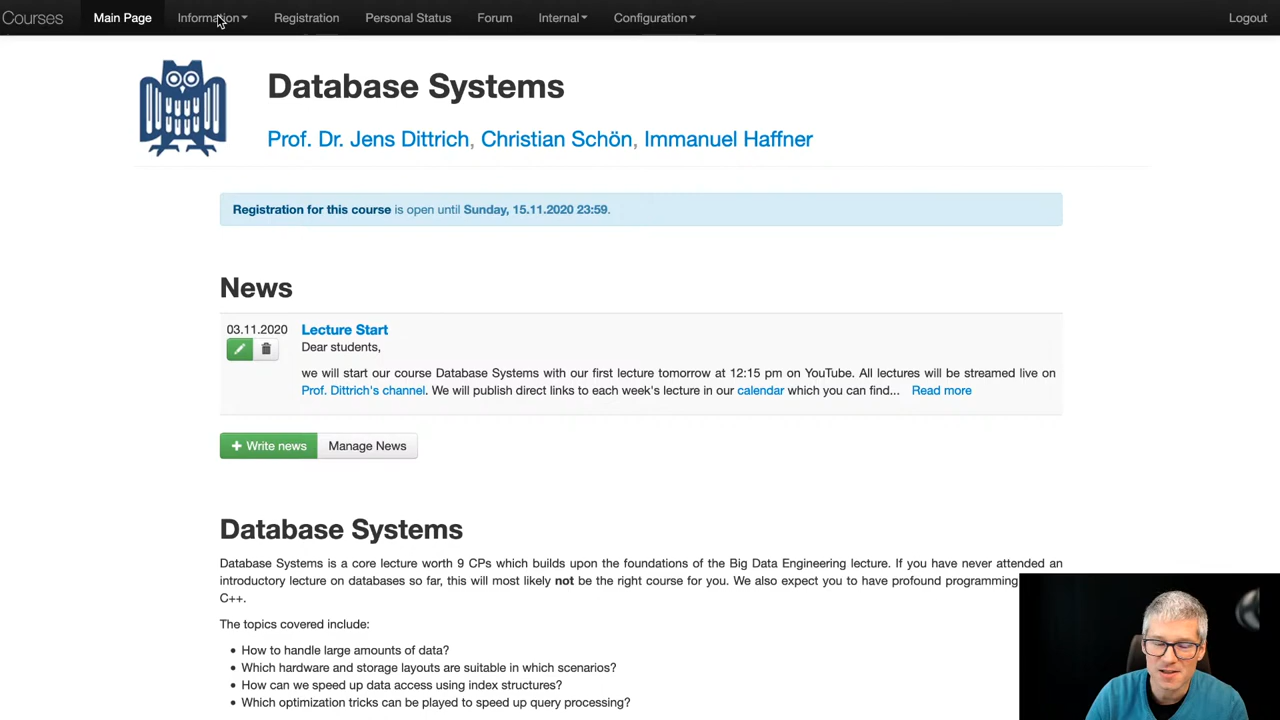 Courses Main Page Information Registration Personal Status Forum Internal Configuration Logout
Database Systems
Prof. Dr. Jens Dittrich, Christian Schön, Immanuel Haffner
Registration for this course is open until Sunday, 15.11.2020 23:59.
News
03.11.2020 Lecture Start
Dear students,
we will start our course Database Systems with our first lecture tomorrow at 12:15 pm on YouTube. All lectures will be streamed live on
Prof. Dittrich's channel. We will publish direct links to each week's lecture in our calendar which you can find... Read more
+ Write news Manage News
Database Systems
Database Systems is a core lecture worth 9 CPs which builds upon the foundations of the Big Data Engineering lecture. If you have never attended an
introductory lecture on databases so far, this will most likely not be the right course for you. We also expect you to have profound programming
C++.
The topics covered include:
• How to handle large amounts of data?
• Which hardware and storage layouts are suitable in which scenarios?
• How can we speed up data access using index structures?
• Which optimization tricks can be played to speed up query processing?